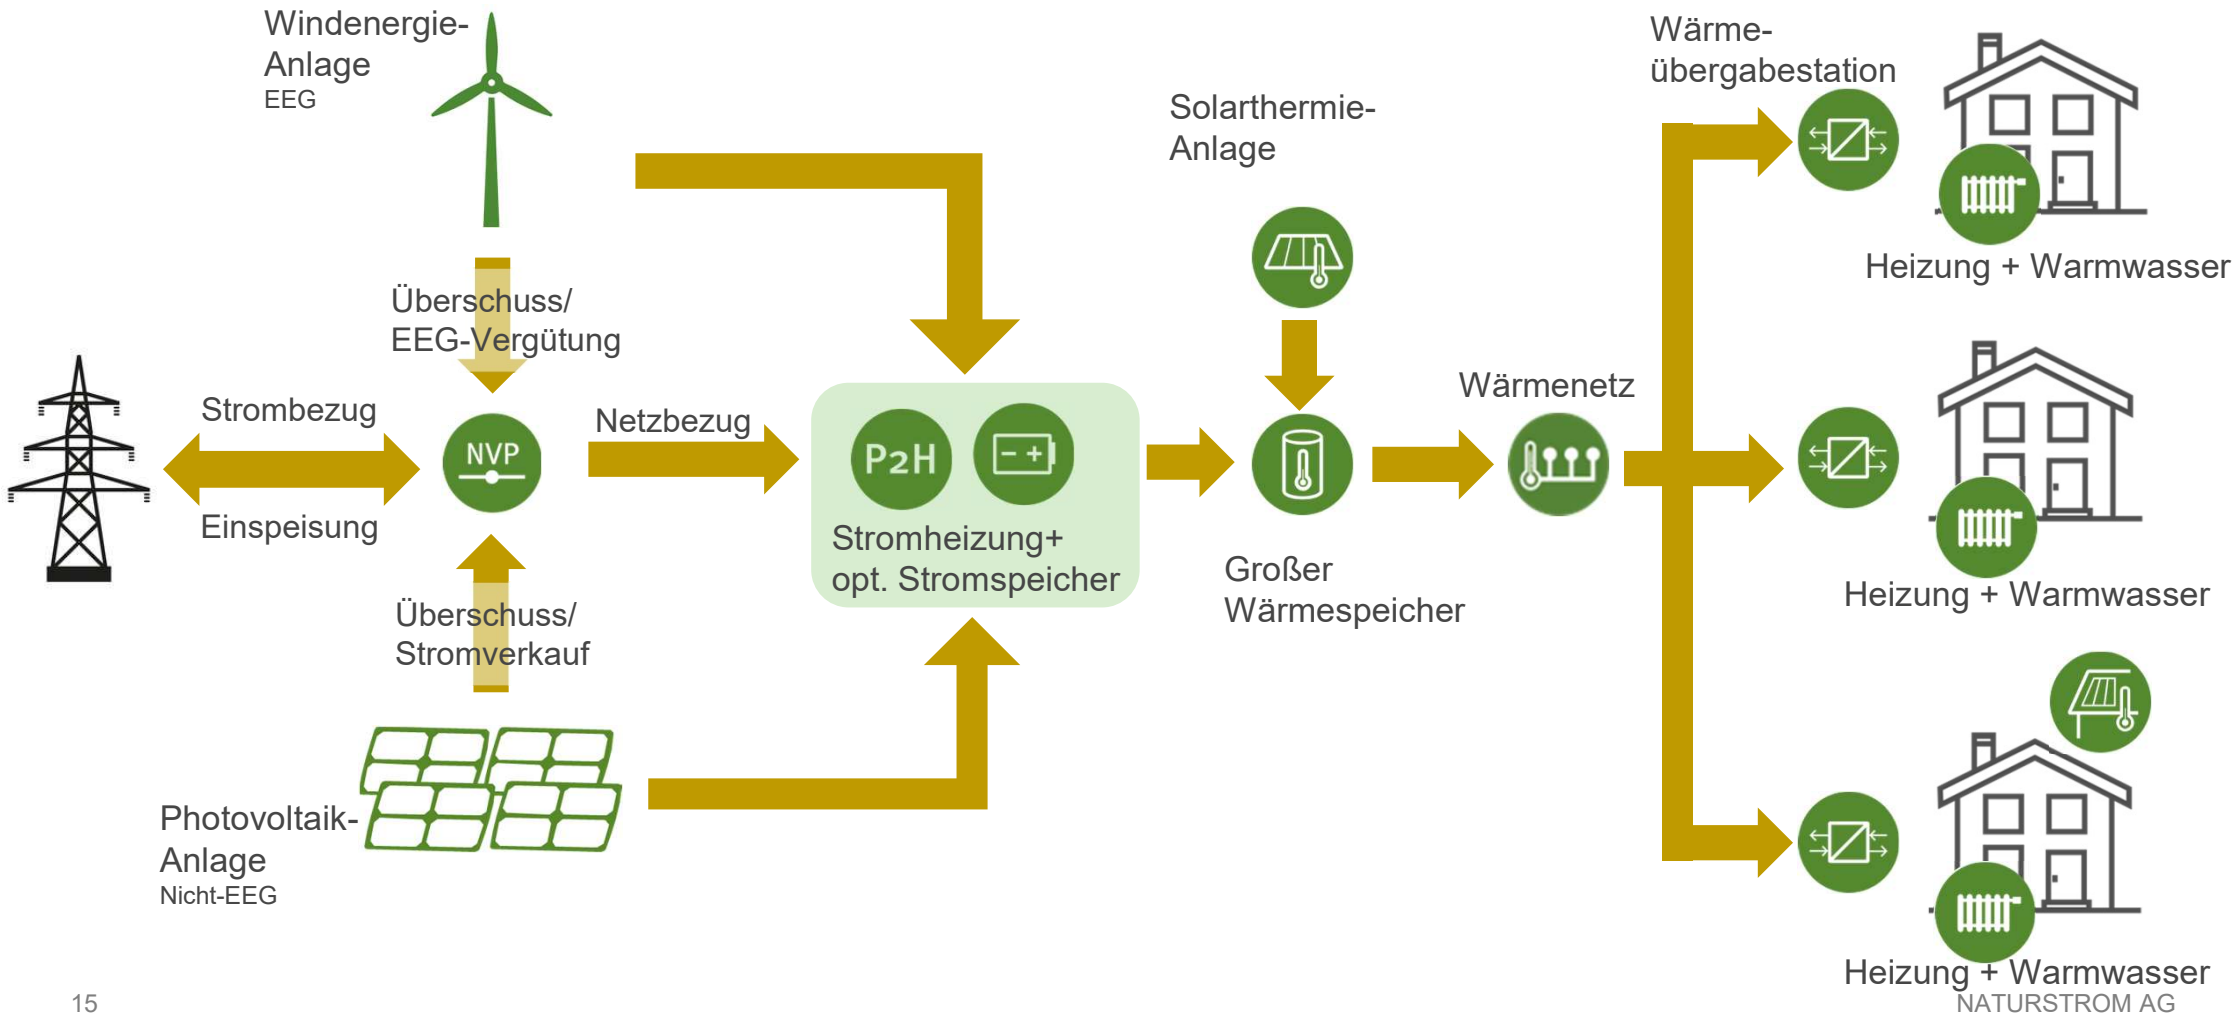 Windenergie-
Anlage
EEG
Wärme-
übergabestation
Solarthermie-
Anlage
Heizung + Warmwasser
Überschuss/
EEG-Vergütung
Wärmenetz
Strombezug
Netzbezug
NVP
P2H
- +
Einspeisung
Stromheizung+
opt. Stromspeicher
Großer
Wärmespeicher
Heizung + Warmwasser
Überschuss/
Stromverkauf
Photovoltaik-
Anlage
Nicht-EEG
Heizung + Warmwasser
15
NATURSTROM AG